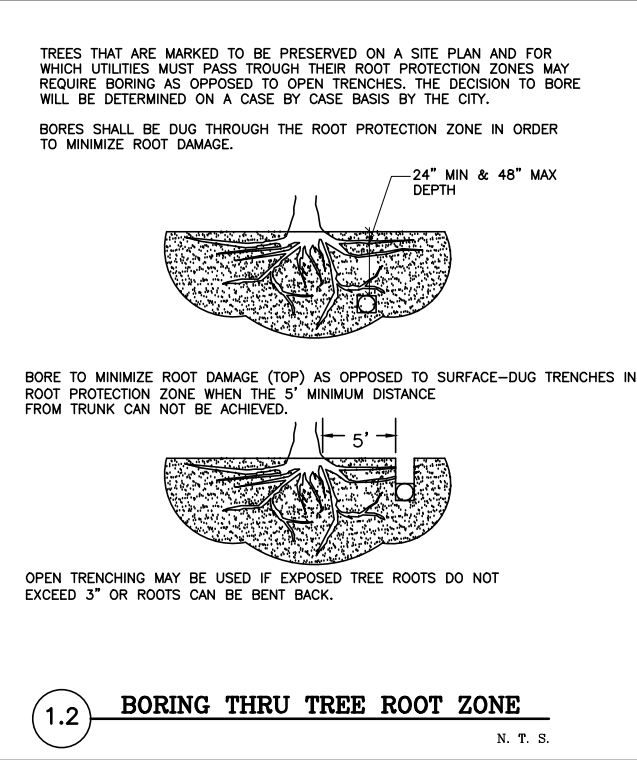 TREES THAT ARE MARKED TO BE PRESERVED ON A SITE PLAN AND FOR
WHICH UTILITIES MUST PASS TROUGH THEIR ROOT PROTECTION ZONES MAY
REQUIRE BORING AS OPPOSED TO OPEN TRENCHES. THE DECISION TO BORE
WILL BE DETERMINED ON A CASE BY CASE BASIS BY THE CITY.
BORES SHALL BE DUG THROUGH THE ROOT PROTECTION ZONE IN ORDER
TO MINIMIZE ROOT DAMAGE.
24" MIN & 48" MAX
DEPTH
BORE TO MINIMIZE ROOT DAMAGE (TOP) AS OPPOSED TO SURFACE-DUG TRENCHES IN
ROOT PROTECTION ZONE WHEN THE 5' MINIMUM DISTANCE
FROM TRUNK CAN NOT BE ACHIEVED.
5'
OPEN TRENCHING MAY BE USED IF EXPOSED TREE ROOTS DO NOT
EXCEED 3" OR ROOTS CAN BE BENT BACK.
1.2 BORING THRU TREE ROOT ZONE
N. T. S.